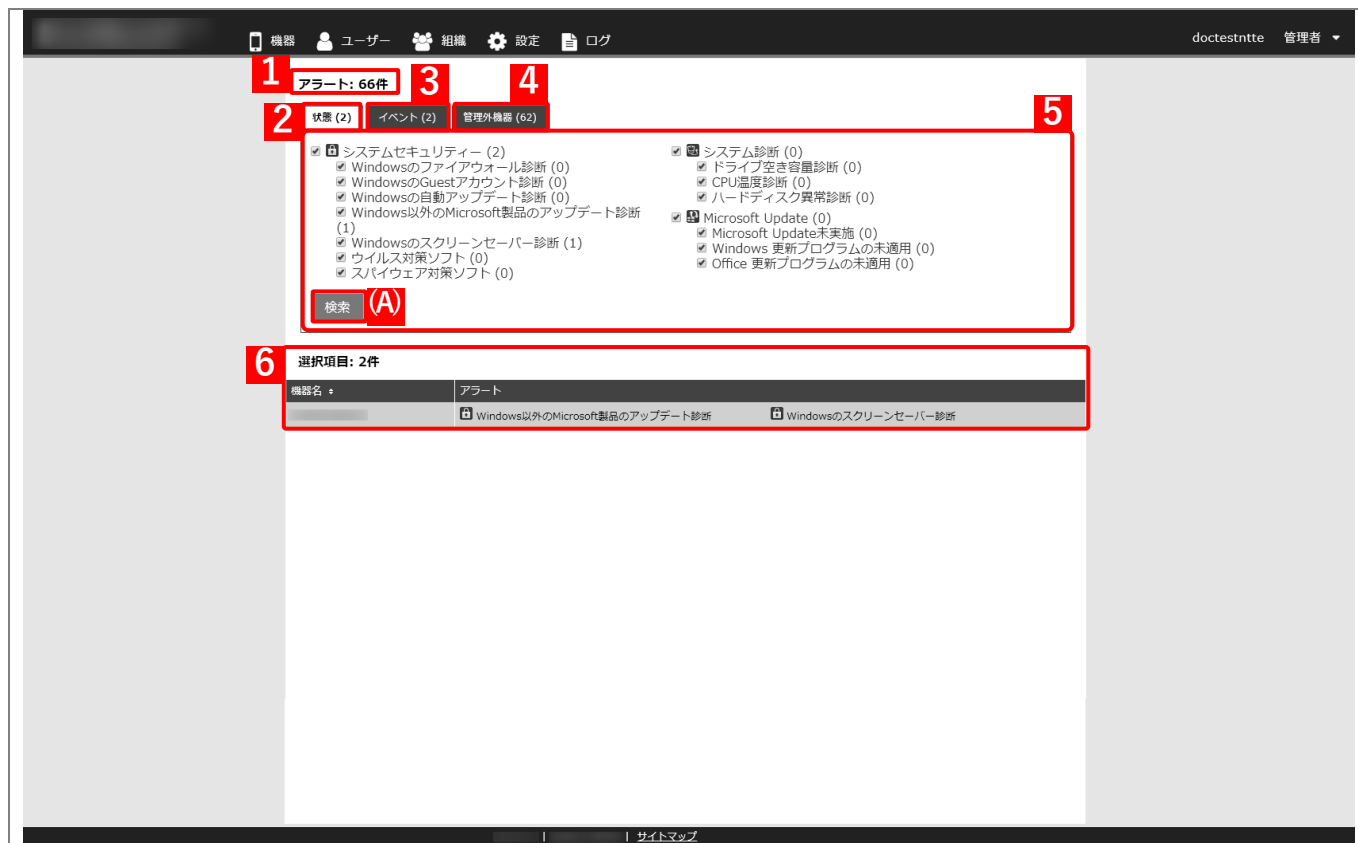 機器 ユーザー 組織 設定 ログ doctestntte 管理者
1 アラート: 66件 3 4
2 状態 (2) イベント (2) 管理外機器 (62) 5
システムセキュリティー (2)
Windowsのファイアウォール診断 (0)
WindowsのGuestアカウント診断 (0)
Windowsの自動アップデート診断 (0)
Windows以外のMicrosoft製品のアップデート診断
(1)
Windowsのスクリーンセーバー診断 (1)
ウイルス対策ソフト (0)
スパイウェア対策ソフト (0)
システム診断 (0)
ドライブ空き容量診断 (0)
CPU温度診断 (0)
ハードディスク異常診断 (0)
Microsoft Update (0)
Microsoft Update未実施 (0)
Windows 更新プログラムの未適用 (0)
Office 更新プログラムの未適用 (0)
検索 (A)
6 選択項目: 2件
機器名 アラート
Windows以外のMicrosoft製品のアップデート診断 Windowsのスクリーンセーバー診断
| | サイトマップ